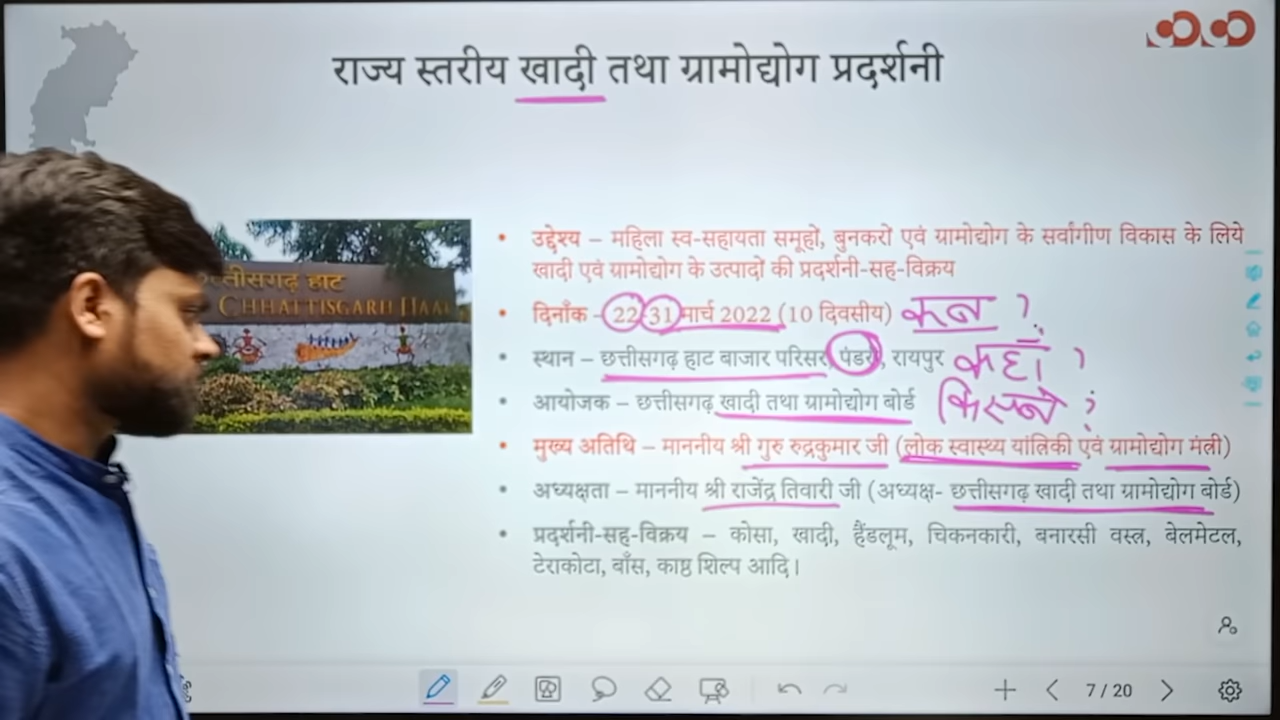 राज्य स्तरीय खादी तथा ग्रामोद्योग प्रदर्शनी
छत्तीसगढ़ हाट
CHHATTISGARH HAAT
• उद्देश्य – महिला स्व-सहायता समूहों, बुनकरों एवं ग्रामोद्योग के सर्वांगीण विकास के लिये
खादी एवं ग्रामोद्योग के उत्पादों की प्रदर्शनी-सह-विक्रय
• दिनाँक - 22 31 मार्च 2022 (10 दिवसीय) कब ?
• स्थान – छत्तीसगढ़ हाट बाजार परिसर, पंडरी, रायपुर कहाँ ?
• आयोजक – छत्तीसगढ़ खादी तथा ग्रामोद्योग बोर्ड किसने ?
• मुख्य अतिथि – माननीय श्री गुरु रुद्रकुमार जी (लोक स्वास्थ्य यांत्रिकी एवं ग्रामोद्योग मंत्री)
• अध्यक्षता – माननीय श्री राजेंद्र तिवारी जी (अध्यक्ष- छत्तीसगढ़ खादी तथा ग्रामोद्योग बोर्ड)
• प्रदर्शनी-सह-विक्रय – कोसा, खादी, हैंडलूम, चिकनकारी, बनारसी वस्त्र, बेलमेटल,
टेराकोटा, बाँस, काष्ठ शिल्प आदि।
7 / 20